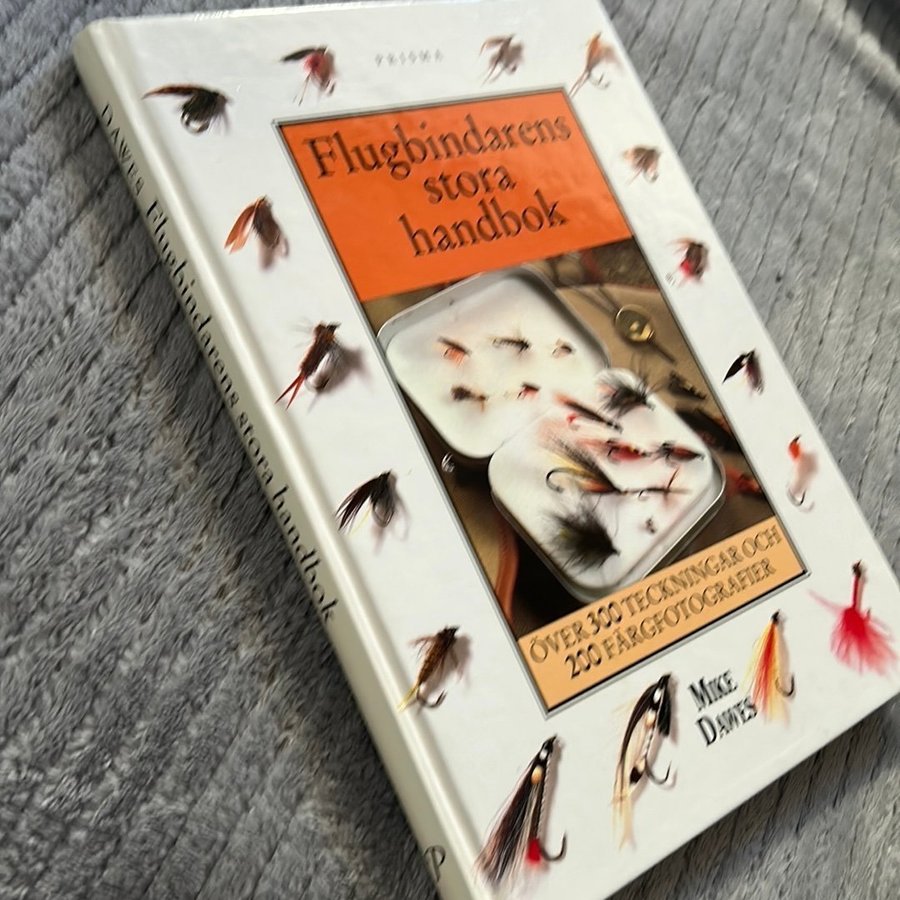 PRISMA
Flugbindarens
stora
handbok
ÖVER 300 TECKNINGAR OCH
200 FÄRGFOTOGRAFIER
MIKE
DAWES
DAWES Flugbindarens stora handbok
P